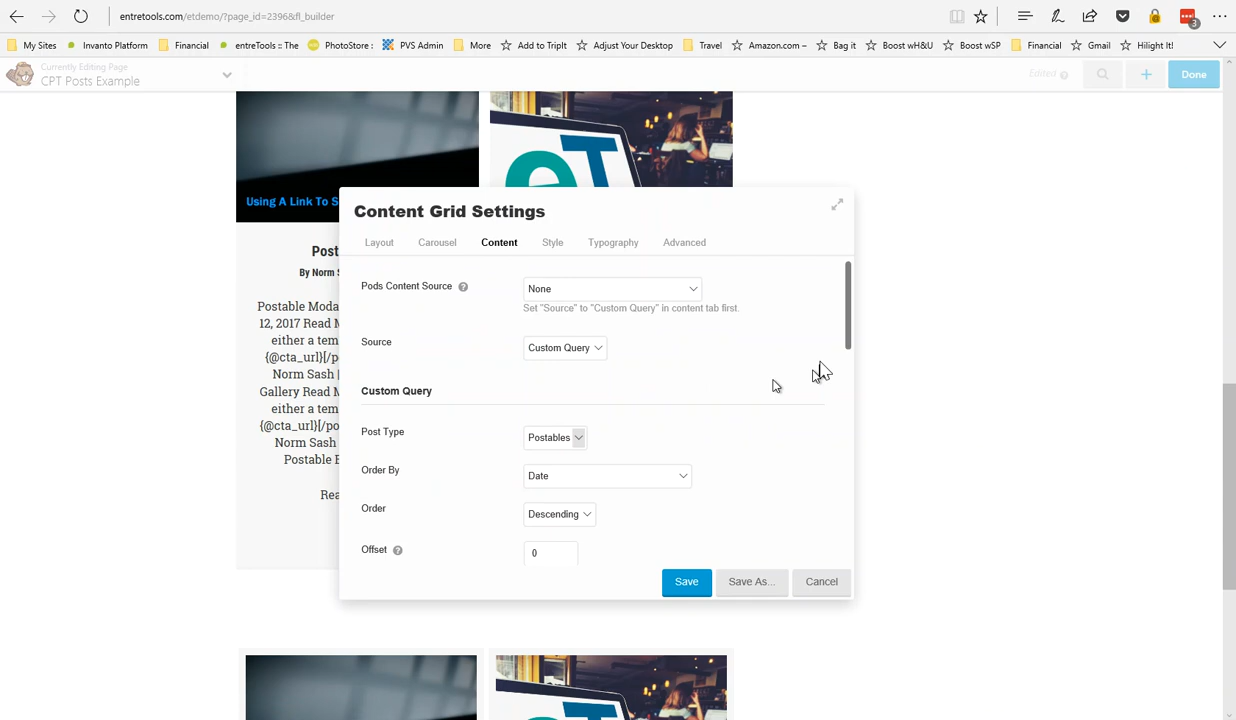 entretools.com/etdemo/?page_id=2396&fl_builder
3
My Sites Invanto Platform Financial entreTools :: The PhotoStore : PVS Admin More Add to TripIt Adjust Your Desktop Travel Amazon.com – Bag it Boost wH&U Boost wSP Financial Gmail Hilight It!
Currently Editing Page
CPT Posts Example
Edited
Done
eT
Using A Link To S
Post
By Norm S
Postable Moda
12, 2017 Read M
either a tem
{@cta_url}[/po
Norm Sash |
Gallery Read M
either a tem
{@cta_url}[/po
Norm Sash
Postable E
Rea
Content Grid Settings
Layout Carousel Content Style Typography Advanced
Pods Content Source ? None
Set "Source" to "Custom Query" in content tab first.
Source Custom Query
Custom Query
Post Type Postables
Order By Date
Order Descending
Offset ? 0
Save Save As... Cancel